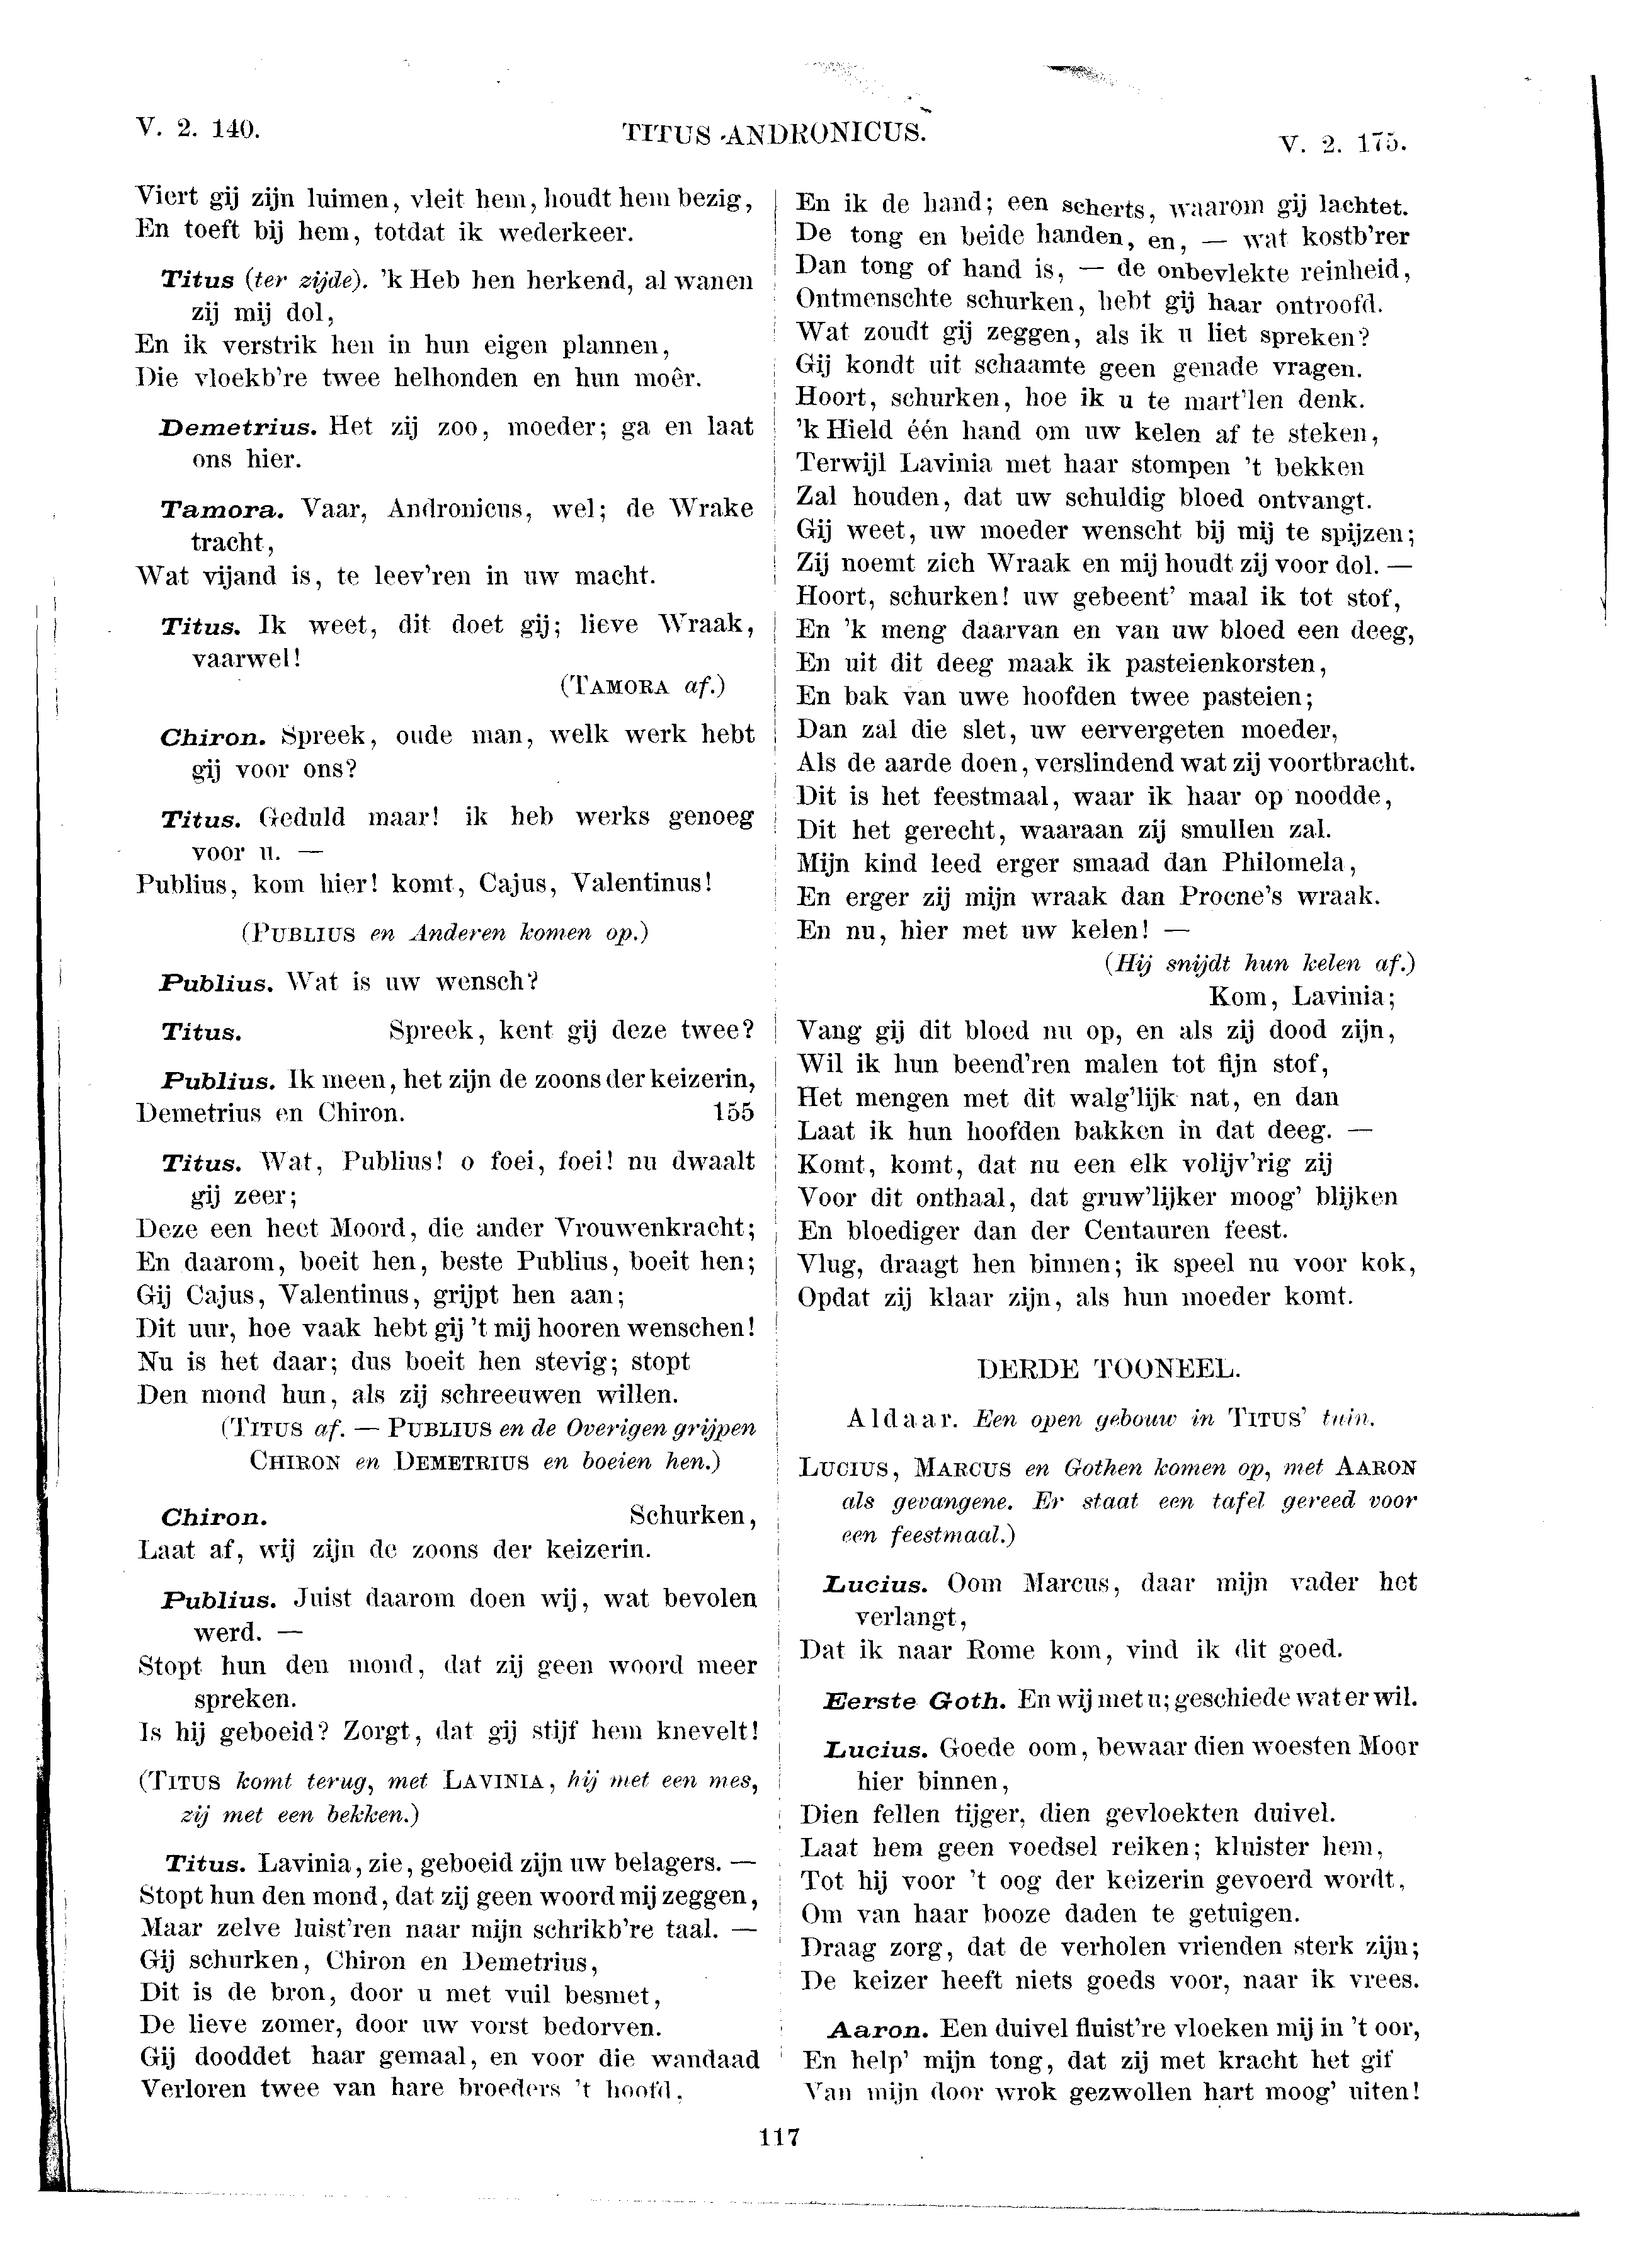 V. 2. 140.
TITUS ANDRONICUS.
V. 2. 175.
Viert gij zijn luimen, vleit hem, houdt hem bezig,
En toeft bij hem, totdat ik wederkeer.
Titus (ter zijde). 'k Heb hen herkend, al wanen
zij mij dol,
En ik verstrik hen in hun eigen plannen,
Die vloekb're twee helhonden en hun moêr.
Demetrius. Het zij zoo, moeder; ga en laat
ons hier.
Tamora. Vaar, Andronicus, wel; de Wrake
tracht,
Wat vijand is, te leev'ren in uw macht.
Titus. Ik weet, dit doet gij; lieve Wraak,
vaarwel!
(TAMORA af.)
Chiron. Spreek, oude man, welk werk hebt
gij voor ons?
Titus. Geduld maar! ik heb werks genoeg
voor u. —
Publius, kom hier! komt, Cajus, Valentinus!
(PUBLIUS en Anderen komen op.)
Publius. Wat is uw wensch?
Titus. Spreek, kent gij deze twee?
Publius. Ik meen, het zijn de zoons der keizerin,
Demetrius en Chiron. 155
Titus. Wat, Publius! o foei, foei! nu dwaalt
gij zeer;
Deze een heet Moord, die ander Vrouwenkracht;
En daarom, boeit hen, beste Publius, boeit hen;
Gij Cajus, Valentinus, grijpt hen aan;
Dit uur, hoe vaak hebt gij 't mij hooren wenschen!
Nu is het daar; dus boeit hen stevig; stopt
Den mond hun, als zij schreeuwen willen.
(TITUS af. — PUBLIUS en de Overigen grijpen
CHIRON en DEMETRIUS en boeien hen.)
Chiron. Schurken,
Laat af, wij zijn de zoons der keizerin.
Publius. Juist daarom doen wij, wat bevolen
werd. —
Stopt hun den mond, dat zij geen woord meer
spreken.
Is hij geboeid? Zorgt, dat gij stijf hem knevelt!
(TITUS komt terug, met LAVINIA, hij met een mes,
zij met een bekken.)
Titus. Lavinia, zie, geboeid zijn uw belagers. —
Stopt hun den mond, dat zij geen woord mij zeggen,
Maar zelve luist'ren naar mijn schrikb're taal. —
Gij schurken, Chiron en Demetrius,
Dit is de bron, door u met vuil besmet,
De lieve zomer, door uw vorst bedorven.
Gij dooddet haar gemaal, en voor die wandaad
Verloren twee van hare broeders 't hoofd,
En ik de hand; een scherts, waarom gij lachtet.
De tong en beide handen, en, — wat kostb'rer
Dan tong of hand is, — de onbevlekte reinheid,
Ontmenschte schurken, hebt gij haar ontroofd.
Wat zoudt gij zeggen, als ik u liet spreken?
Gij kondt uit schaamte geen genade vragen.
Hoort, schurken, hoe ik u te mart'len denk.
'k Hield één hand om uw kelen af te steken,
Terwijl Lavinia met haar stompen 't bekken
Zal houden, dat uw schuldig bloed ontvangt.
Gij weet, uw moeder wenscht bij mij te spijzen;
Zij noemt zich Wraak en mij houdt zij voor dol. —
Hoort, schurken! uw gebeent' maal ik tot stof,
En 'k meng daarvan en van uw bloed een deeg,
En uit dit deeg maak ik pasteienkorsten,
En bak van uwe hoofden twee pasteien;
Dan zal die slet, uw eervergeten moeder,
Als de aarde doen, verslindend wat zij voortbracht.
Dit is het feestmaal, waar ik haar op noodde,
Dit het gerecht, waaraan zij smullen zal.
Mijn kind leed erger smaad dan Philomela,
En erger zij mijn wraak dan Procne's wraak.
En nu, hier met uw kelen! —
(Hij snijdt hun kelen af.)
Kom, Lavinia;
Vang gij dit bloed nu op, en als zij dood zijn,
Wil ik hun beend'ren malen tot fijn stof,
Het mengen met dit walg'lijk nat, en dan
Laat ik hun hoofden bakken in dat deeg. —
Komt, komt, dat nu een elk volijv'rig zij
Voor dit onthaal, dat gruw'lijker moog' blijken
En bloediger dan der Centauren feest.
Vlug, draagt hen binnen; ik speel nu voor kok,
Opdat zij klaar zijn, als hun moeder komt.
DERDE TOONEEL.
Aldaar. Een open gebouw in TITUS' tuin.
LUCIUS, MARCUS en Gothen komen op, met AARON
als gevangene. Er staat een tafel gereed voor
een feestmaal.)
Lucius. Oom Marcus, daar mijn vader het
verlangt,
Dat ik naar Rome kom, vind ik dit goed.
Eerste Goth. En wij met u; geschiede wat er wil.
Lucius. Goede oom, bewaar dien woesten Moor
hier binnen,
Dien fellen tijger, dien gevloekten duivel.
Laat hem geen voedsel reiken; kluister hem,
Tot hij voor 't oog der keizerin gevoerd wordt,
Om van haar booze daden te getuigen.
Draag zorg, dat de verholen vrienden sterk zijn;
De keizer heeft niets goeds voor, naar ik vrees.
Aaron. Een duivel fluist're vloeken mij in 't oor,
En help' mijn tong, dat zij met kracht het gif
Van mijn door wrok gezwollen hart moog' uiten!
117